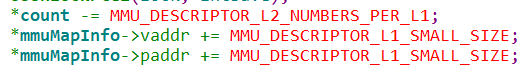 *count -= MMU_DESCRIPTOR_L2_NUMBERS_PER_L1;
*mmuMapInfo->vaddr += MMU_DESCRIPTOR_L1_SMALL_SIZE;
*mmuMapInfo->paddr += MMU_DESCRIPTOR_L1_SMALL_SIZE;